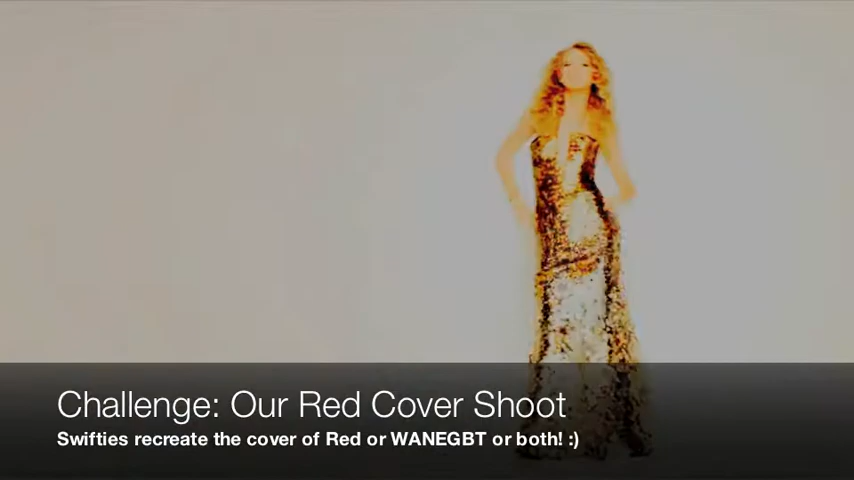 Challenge: Our Red Cover Shoot
Swifties recreate the cover of Red or WANEGBT or both! :)